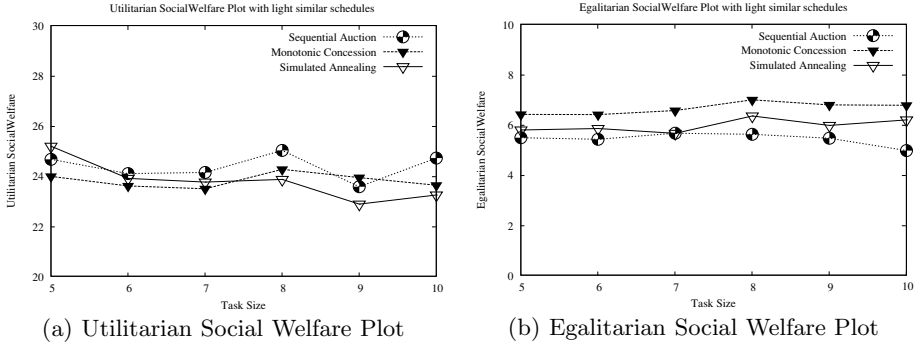 Utilitarian SocialWelfare Plot with light similar schedules
30
28
26
24
22
20
Utilitarian SocialWelfare
Sequential Auction
Monotonic Concession
Simulated Annealing
5 6 7 8 9 10
Task Size
(a) Utilitarian Social Welfare Plot
Egalitarian SocialWelfare Plot with light similar schedules
10
8
6
4
2
0
Egalitarian SocialWelfare
Sequential Auction
Monotonic Concession
Simulated Annealing
5 6 7 8 9 10
Task Size
(b) Egalitarian Social Welfare Plot